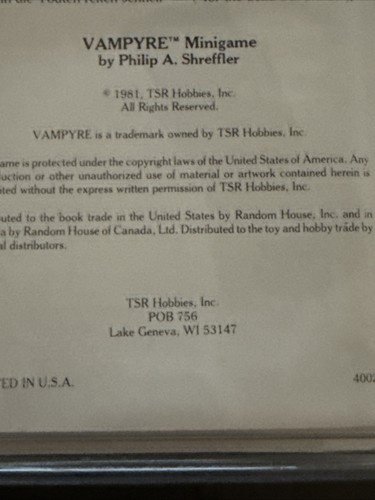 VAMPYRE™ Minigame
by Philip A. Shreffler
© 1981, TSR Hobbies, Inc.
All Rights Reserved.
VAMPYRE is a trademark owned by TSR Hobbies, Inc.
ame is protected under the copyright laws of the United States of America. Any
uction or other unauthorized use of material or artwork contained herein is
ited without the express written permission of TSR Hobbies, Inc.
uted to the book trade in the United States by Random House, Inc. and in
a by Random House of Canada, Ltd. Distributed to the toy and hobby trade by
al distributors.
TSR Hobbies, Inc.
POB 756
Lake Geneva, WI 53147
ED IN U.S.A.
4002